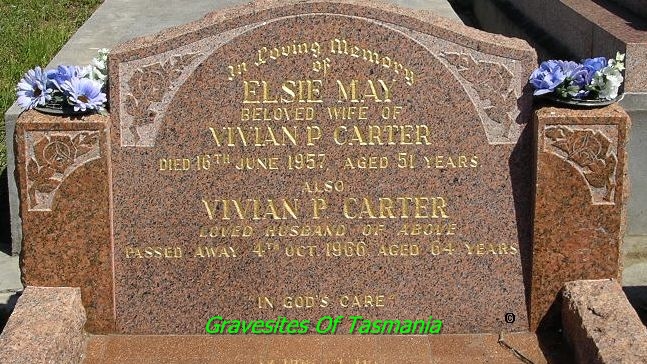 In Loving Memory
of
ELSIE MAY
BELOVED WIFE OF
VIVIAN P. CARTER
DIED 16TH JUNE 1957 AGED 51 YEARS
ALSO
VIVIAN P. CARTER
LOVED HUSBAND OF ABOVE
PASSED AWAY 4TH OCT. 1966 AGED 64 YEARS
"IN GOD'S CARE"
Gravesites Of Tasmania
©